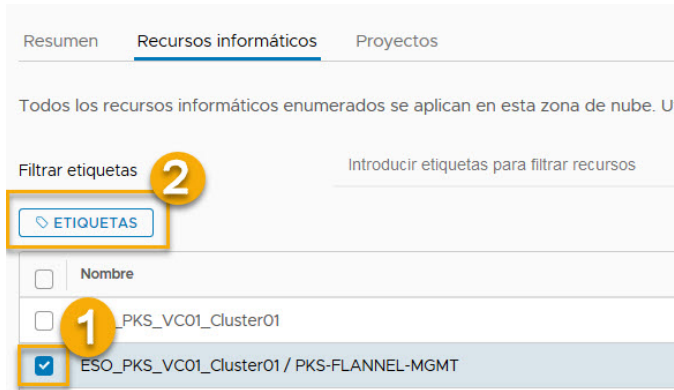 Resumen Recursos informáticos Proyectos
Todos los recursos informáticos enumerados se aplican en esta zona de nube. U
Filtrar etiquetas 2 Introducir etiquetas para filtrar recursos
ETIQUETAS
Nombre
1 _PKS_VC01_Cluster01
ESO_PKS_VC01_Cluster01 / PKS-FLANNEL-MGMT